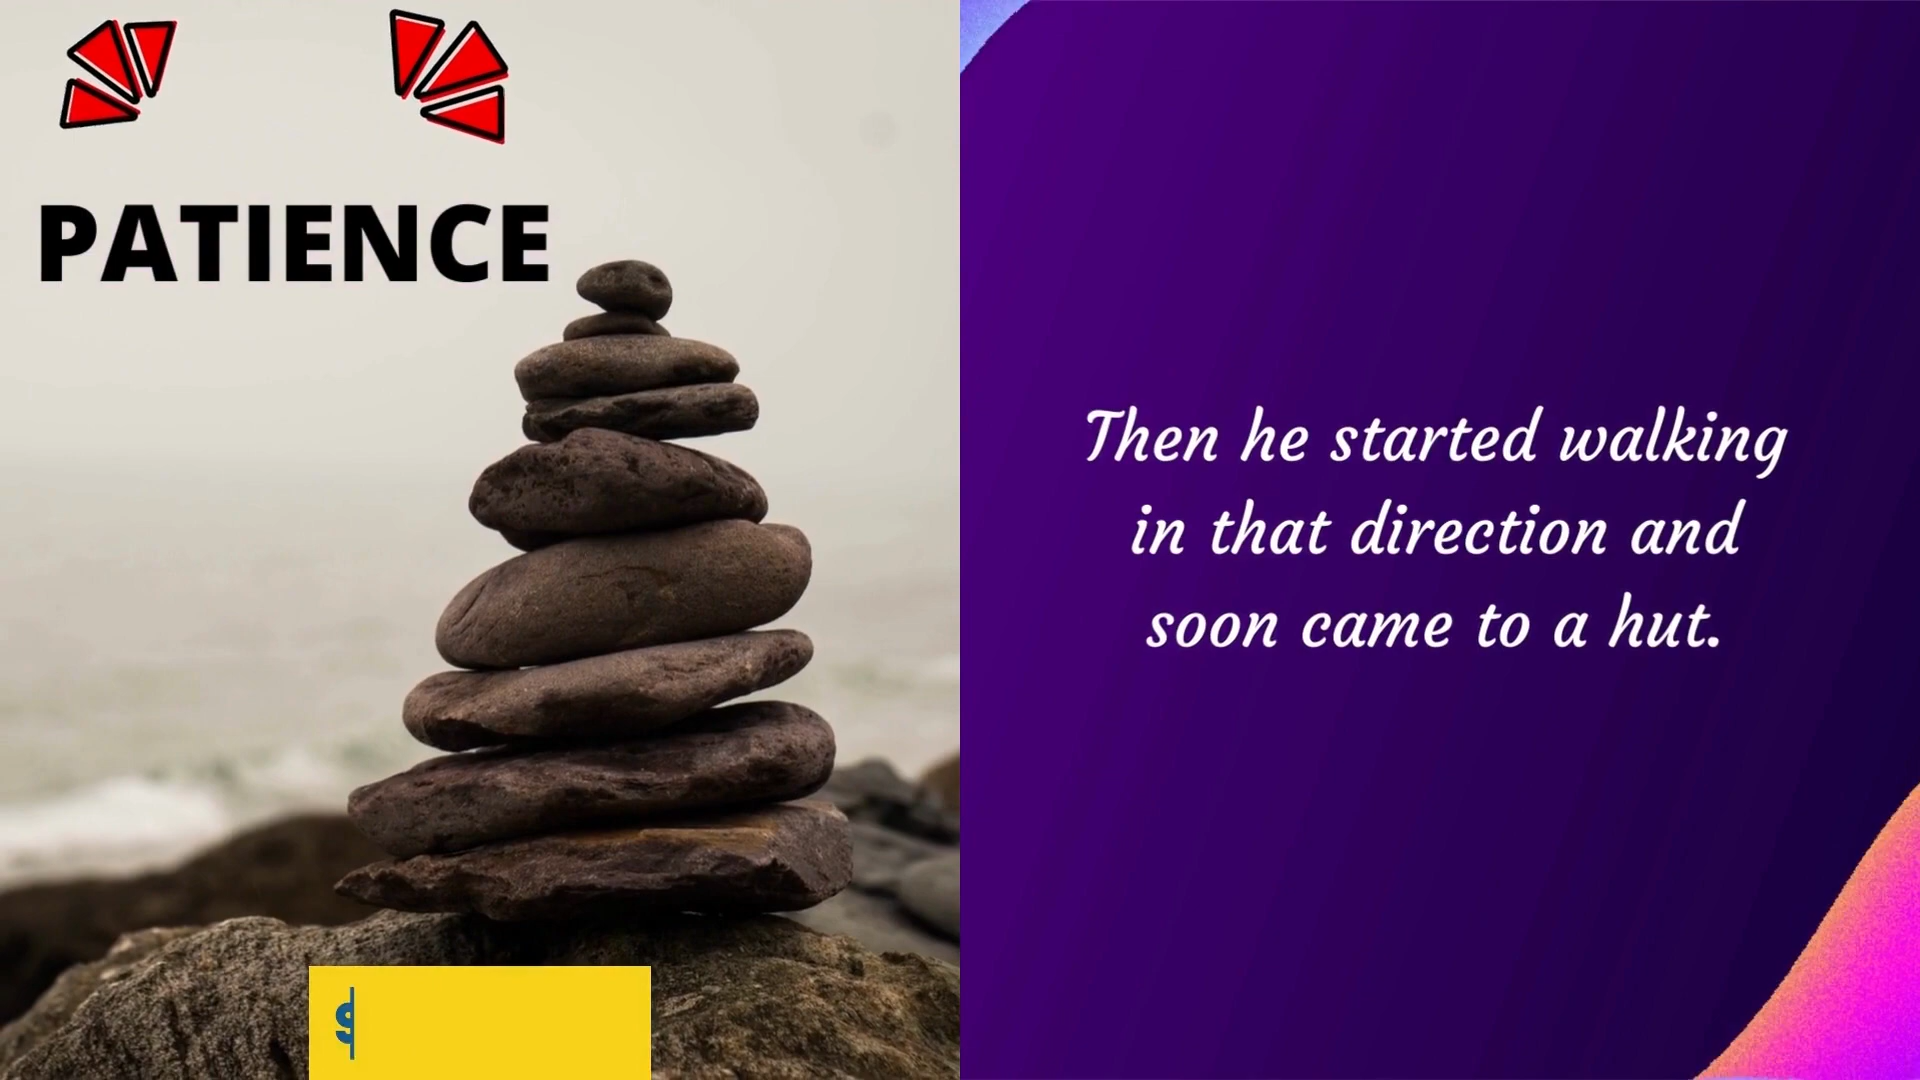 PATIENCE
Then he started walking
in that direction and
soon came to a hut.